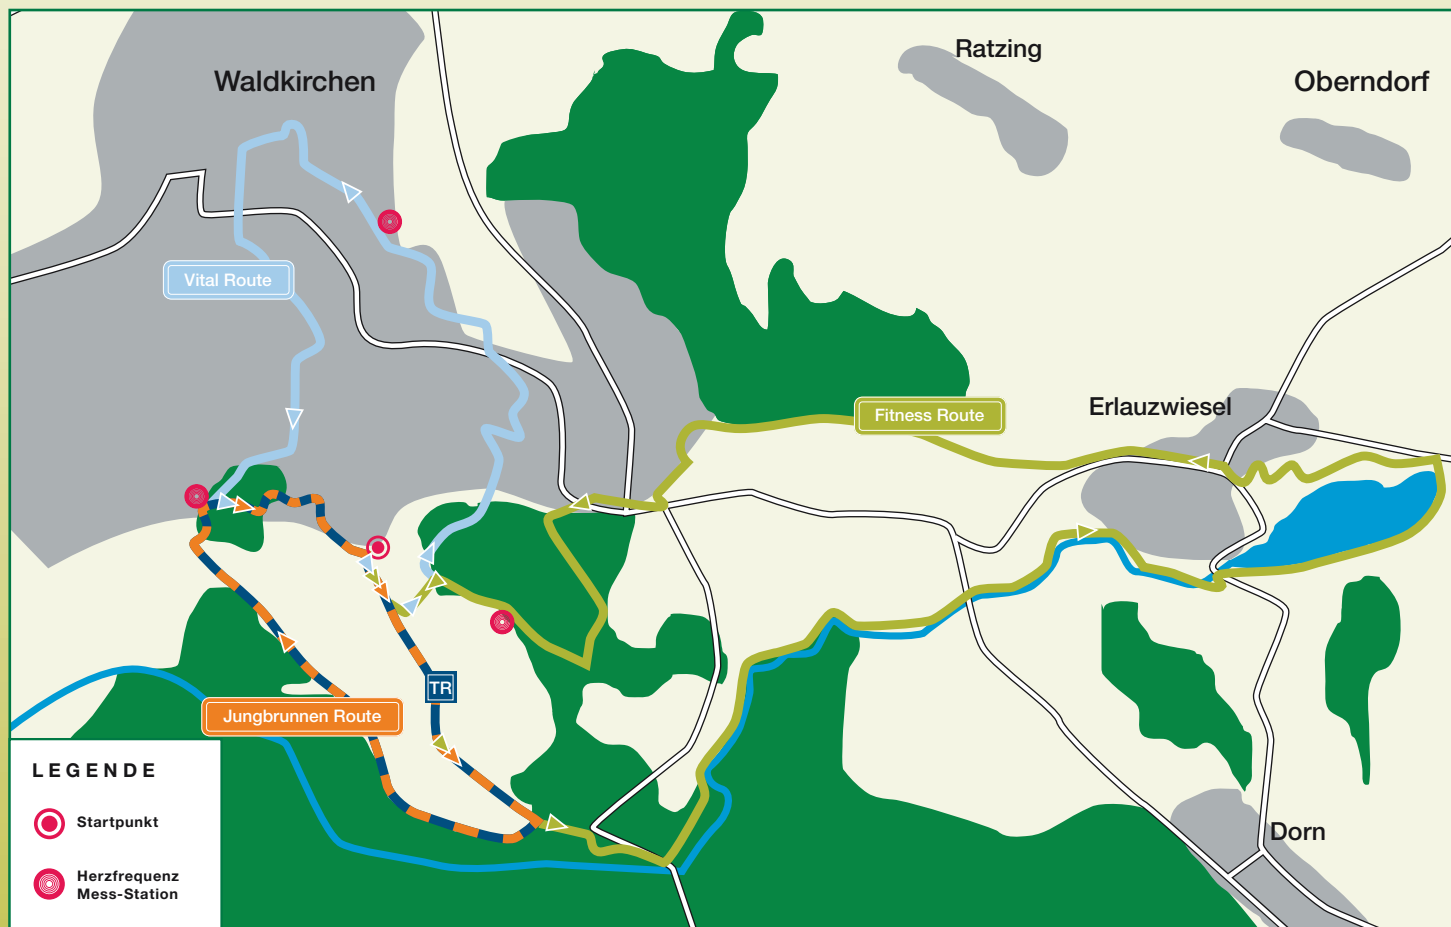 Ratzing
Waldkirchen
Oberndorf
Vital Route
Erlauzwiesel
Fitness Route
TR
Jungbrunnen Route
LEGENDE
Startpunkt
Herzfrequenz
Mess-Station
Dorn